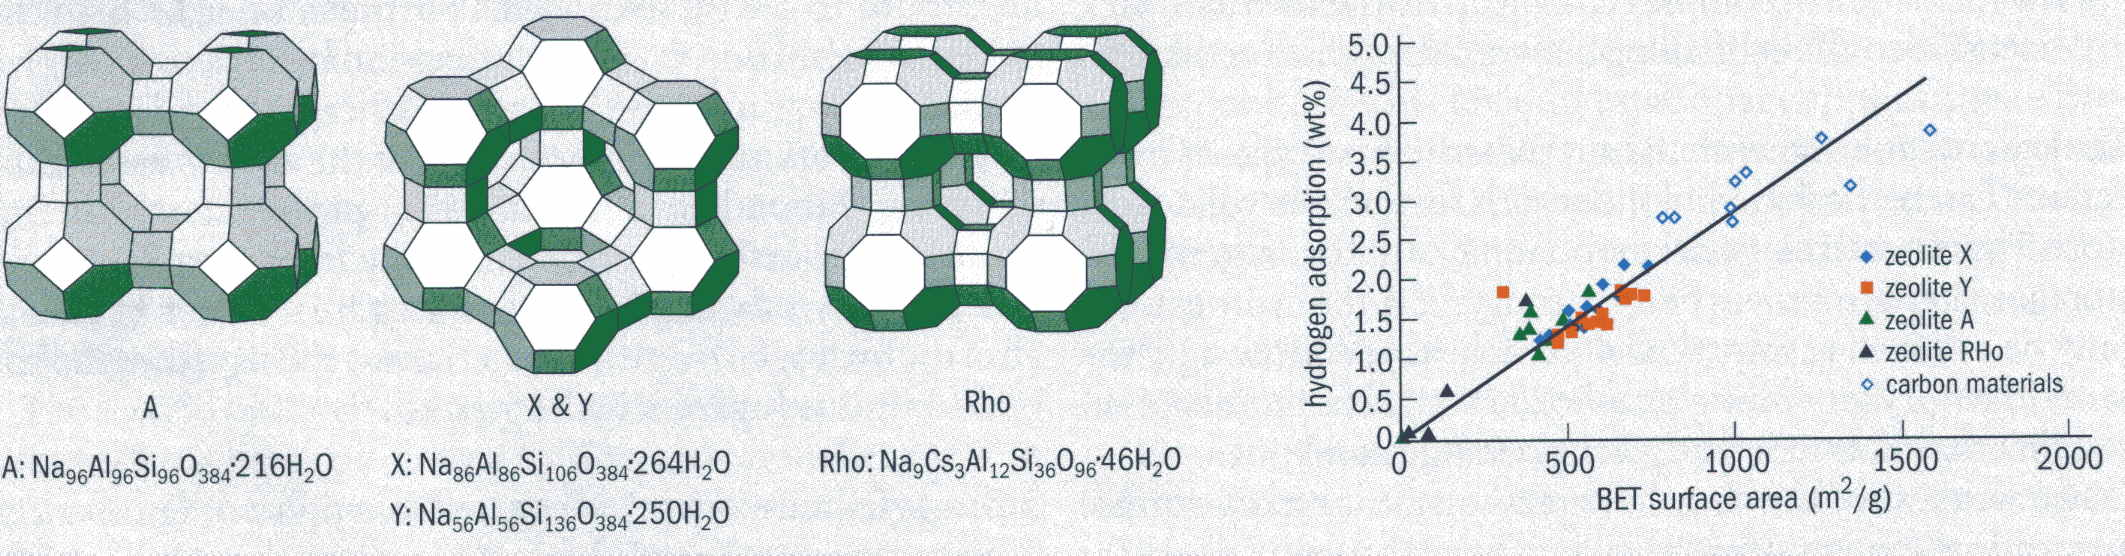 A
X & Y
Rho
A: Na₉₆Al₉₆Si₉₆O₃₈₄·216H₂O
X: Na₈₆Al₈₆Si₁₀₆O₃₈₄·264H₂O
Y: Na₅₆Al₅₆Si₁₃₆O₃₈₄·250H₂O
Rho: Na₉Cs₃Al₁₂Si₃₆O₉₆·46H₂O
hydrogen adsorption (wt%)
5.0
4.5
4.0
3.5
3.0
2.5
2.0
1.5
1.0
0.5
0
zeolite X
zeolite Y
zeolite A
zeolite RHo
carbon materials
0 500 1000 1500 2000
BET surface area (m²/g)